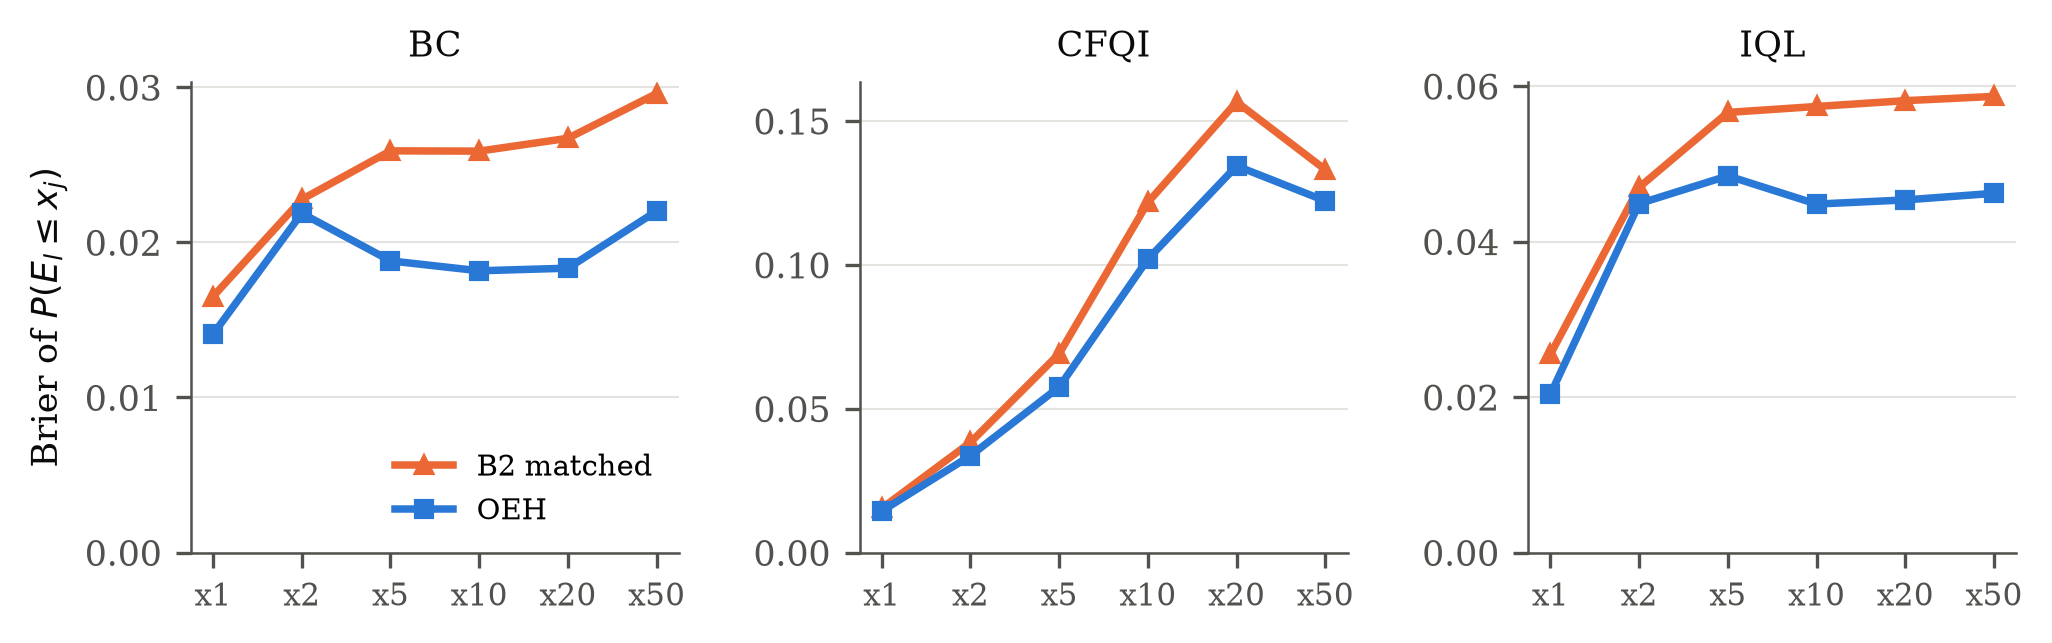 BC
CFQI
IQL
Brier of P(E_l ≤ x_j)
0.03
0.02
0.01
0.00
x1 x2 x5 x10 x20 x50
B2 matched
OEH
0.15
0.10
0.05
0.00
x1 x2 x5 x10 x20 x50
0.06
0.04
0.02
0.00
x1 x2 x5 x10 x20 x50